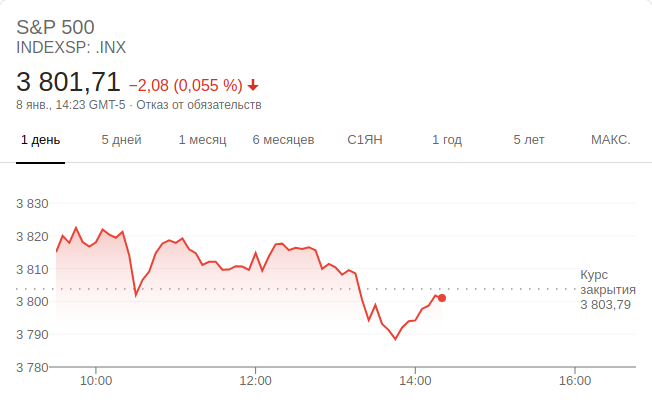 S&P 500
INDEXSP: .INX
3 801,71 −2,08 (0,055 %)
8 янв., 14:23 GMT-5 · Отказ от обязательств
1 день 5 дней 1 месяц 6 месяцев С1ЯН 1 год 5 лет МАКС.
3 830
3 820
3 810
Курс
закрытия
3 803,79
3 800
3 790
3 780
10:00 12:00 14:00 16:00